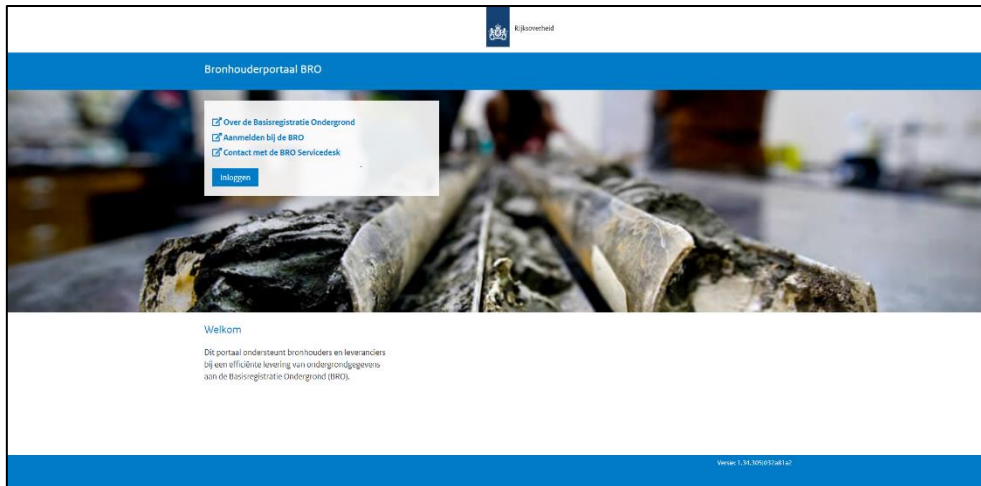 Rijksoverheid
Bronhouderportaal BRO
Over de Basisregistratie Ondergrond
Aanmelden bij de BRO
Contact met de BRO Servicedesk
Inloggen
Welkom
Dit portaal ondersteunt bronhouders en leveranciers
bij een efficiënte levering van ondergrondgegevens
aan de Basisregistratie Ondergrond (BRO).
Versie: